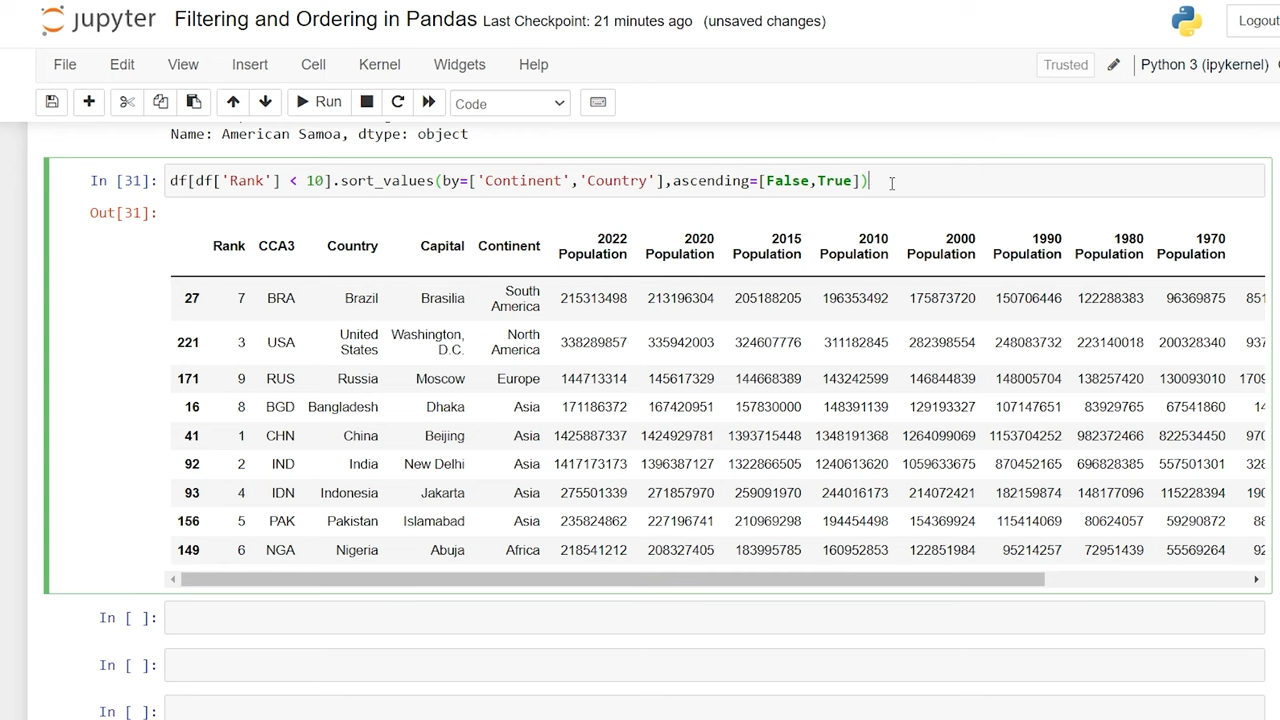 jupyter Filtering and Ordering in Pandas Last Checkpoint: 21 minutes ago (unsaved changes) Logout
File Edit View Insert Cell Kernel Widgets Help Trusted Python 3 (ipykernel)
Run Code
Name: American Samoa, dtype: object
In [31]: df[df['Rank'] < 10].sort_values(by=['Continent','Country'],ascending=[False,True])
Out[31]:
Rank CCA3 Country Capital Continent 2022 Population 2020 Population 2015 Population 2010 Population 2000 Population 1990 Population 1980 Population 1970 Population
27 7 BRA Brazil Brasilia South America 215313498 213196304 205188205 196353492 175873720 150706446 122288383 96369875 851
221 3 USA United States Washington, D.C. North America 338289857 335942003 324607776 311182845 282398554 248083732 223140018 200328340 937
171 9 RUS Russia Moscow Europe 144713314 145617329 144668389 143242599 146844839 148005704 138257420 130093010 1709
16 8 BGD Bangladesh Dhaka Asia 171186372 167420951 157830000 148391139 129193327 107147651 83929765 67541860 14
41 1 CHN China Beijing Asia 1425887337 1424929781 1393715448 1348191368 1264099069 1153704252 982372466 822534450 970
92 2 IND India New Delhi Asia 1417173173 1396387127 1322866505 1240613620 1059633675 870452165 696828385 557501301 328
93 4 IDN Indonesia Jakarta Asia 275501339 271857970 259091970 244016173 214072421 182159874 148177096 115228394 190
156 5 PAK Pakistan Islamabad Asia 235824862 227196741 210969298 194454498 154369924 115414069 80624057 59290872 88
149 6 NGA Nigeria Abuja Africa 218541212 208327405 183995785 160952853 122851984 95214257 72951439 55569264 92
In [ ]:
In [ ]:
In [ ]: